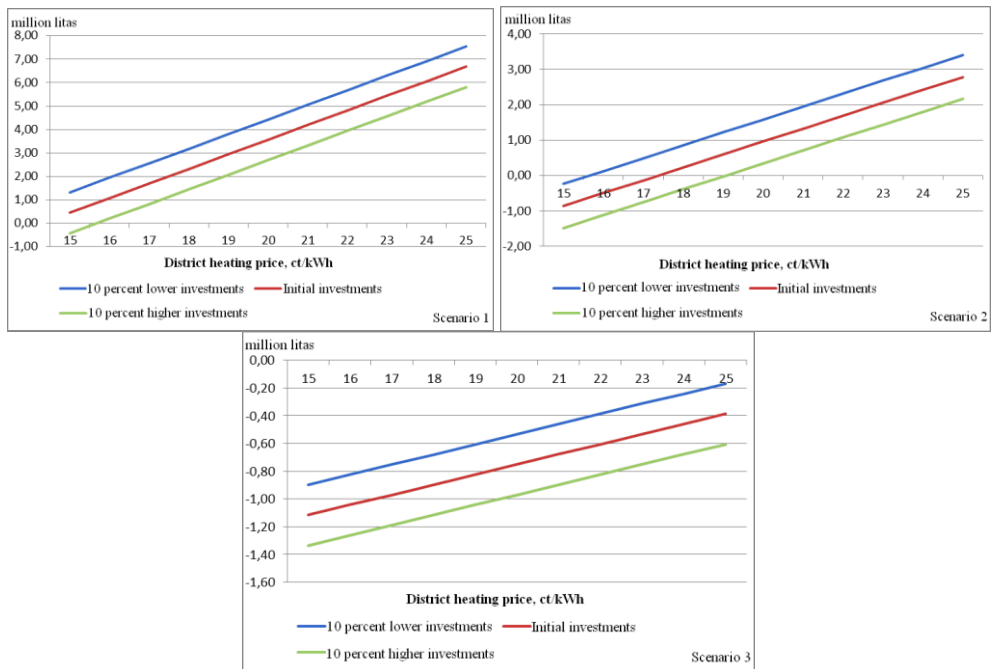 million litas
8,00
7,00
6,00
5,00
4,00
3,00
2,00
1,00
0,00
-1,00
15 16 17 18 19 20 21 22 23 24 25
District heating price, ct/kWh
10 percent lower investments Initial investments
10 percent higher investments
Scenario 1
million litas
4,00
3,00
2,00
1,00
0,00
-1,00
-2,00
15 16 17 18 19 20 21 22 23 24 25
District heating price, ct/kWh
10 percent lower investments Initial investments
10 percent higher investments
Scenario 2
million litas
0,00
-0,20
-0,40
-0,60
-0,80
-1,00
-1,20
-1,40
-1,60
15 16 17 18 19 20 21 22 23 24 25
District heating price, ct/kWh
10 percent lower investments Initial investments
10 percent higher investments
Scenario 3